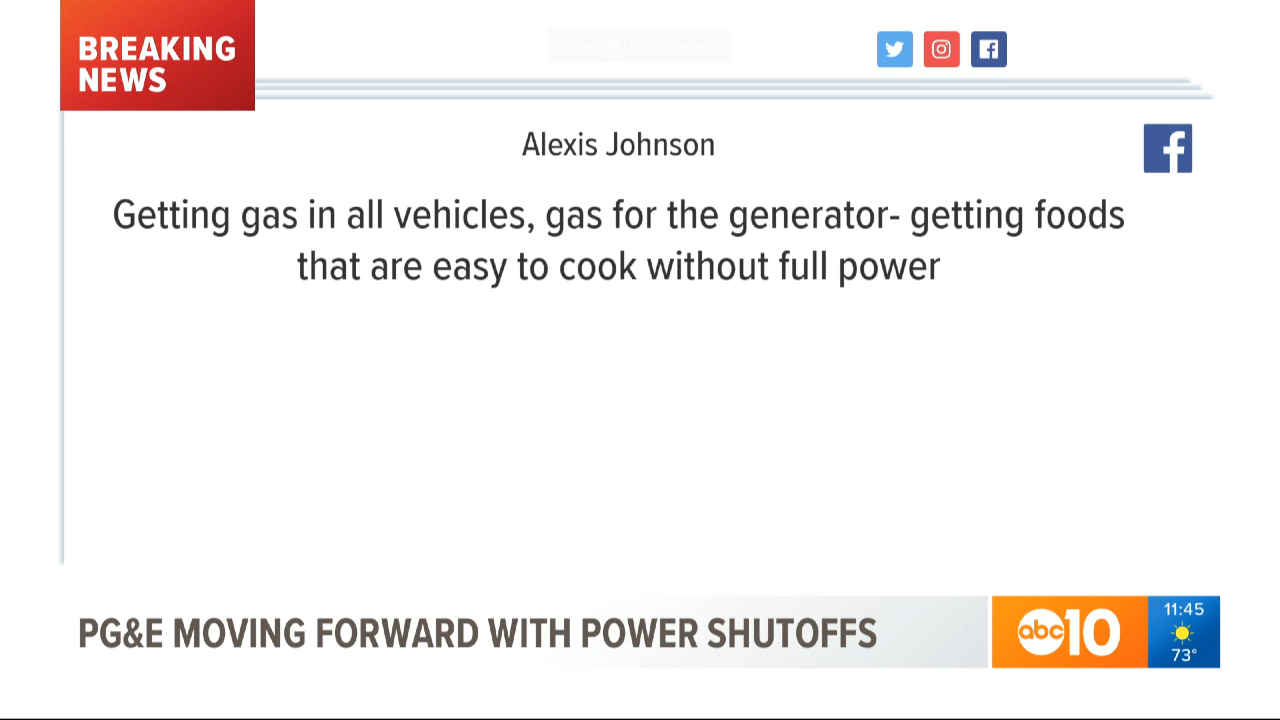 BREAKING
NEWS
Alexis Johnson
Getting gas in all vehicles, gas for the generator- getting foods
that are easy to cook without full power
PG&E MOVING FORWARD WITH POWER SHUTOFFS
abc10
11:45
73°